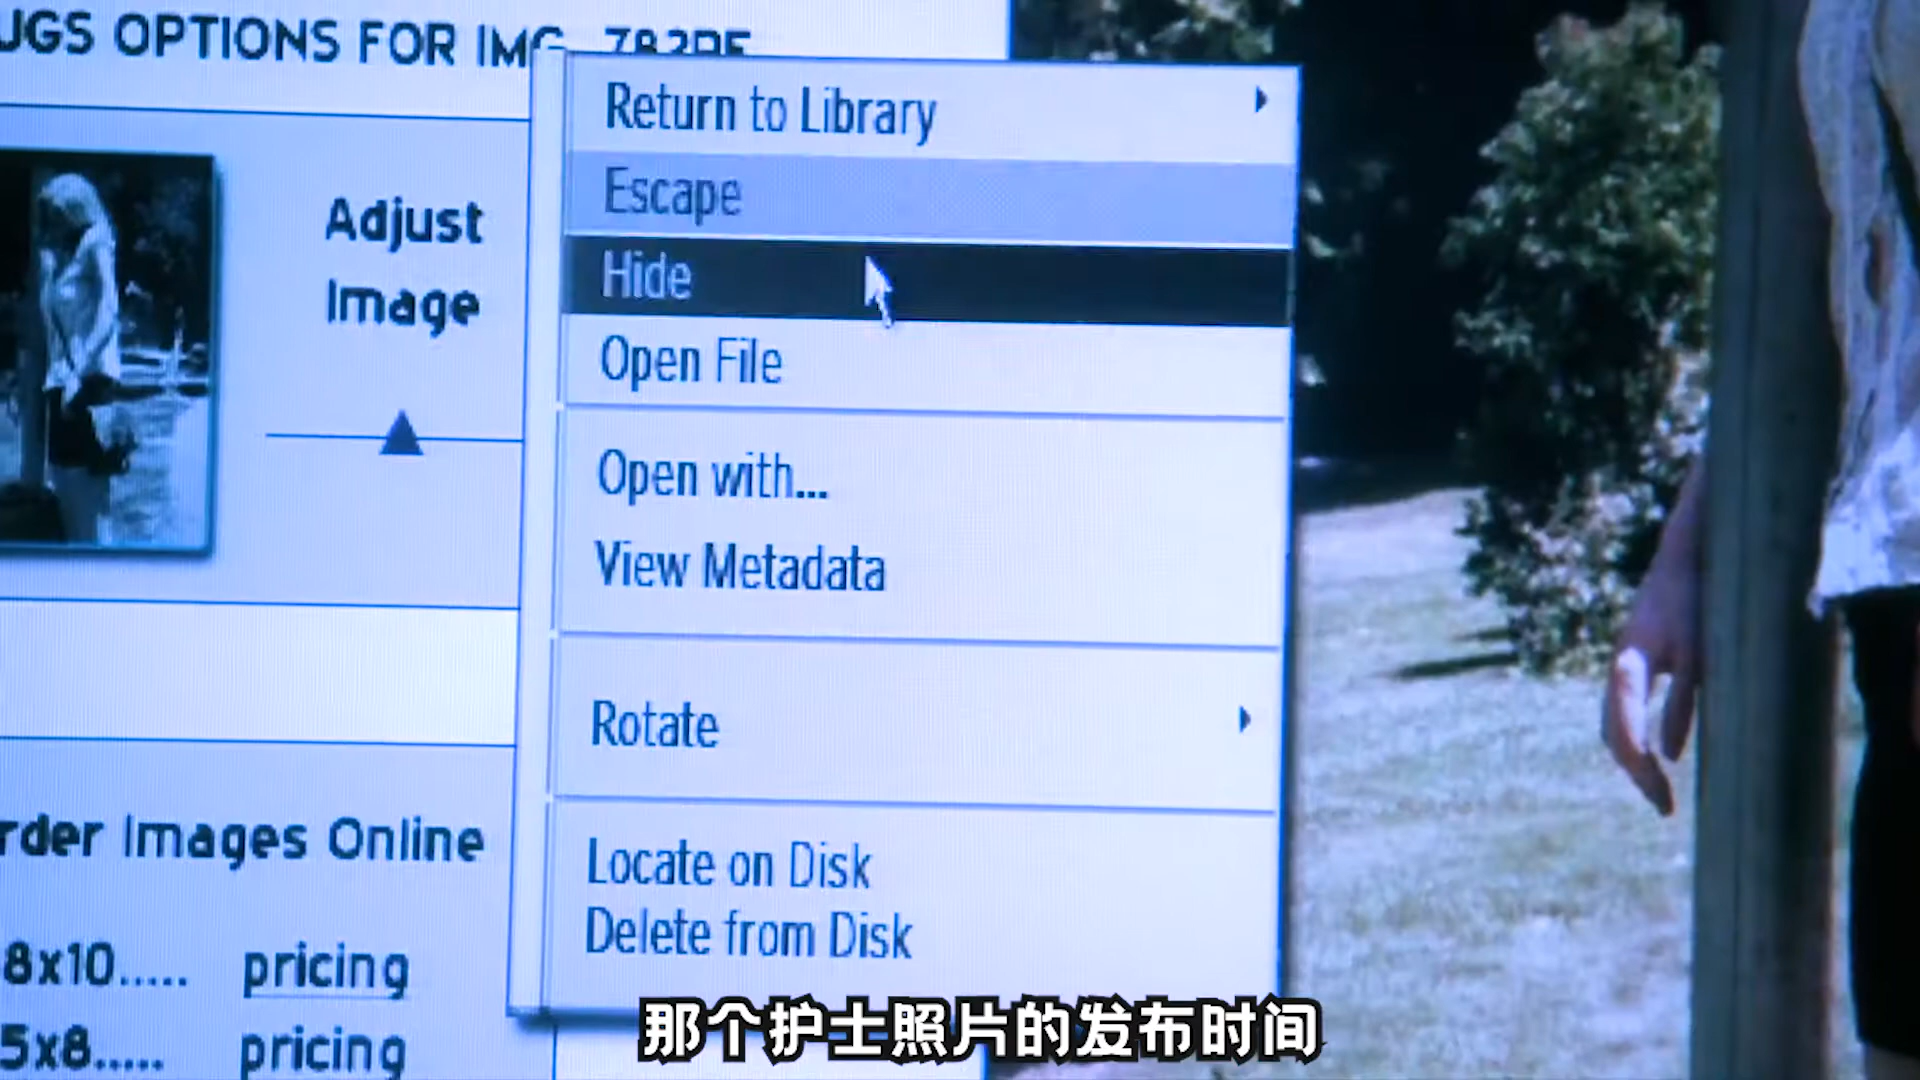 UGS OPTIONS FOR IMG_782DF
Adjust
Image
Return to Library
Escape
Hide
Open File
Open with...
View Metadata
Rotate
Locate on Disk
Delete from Disk
rder Images Online
8x10..... pricing
5x8..... pricing
那个护士照片的发布时间